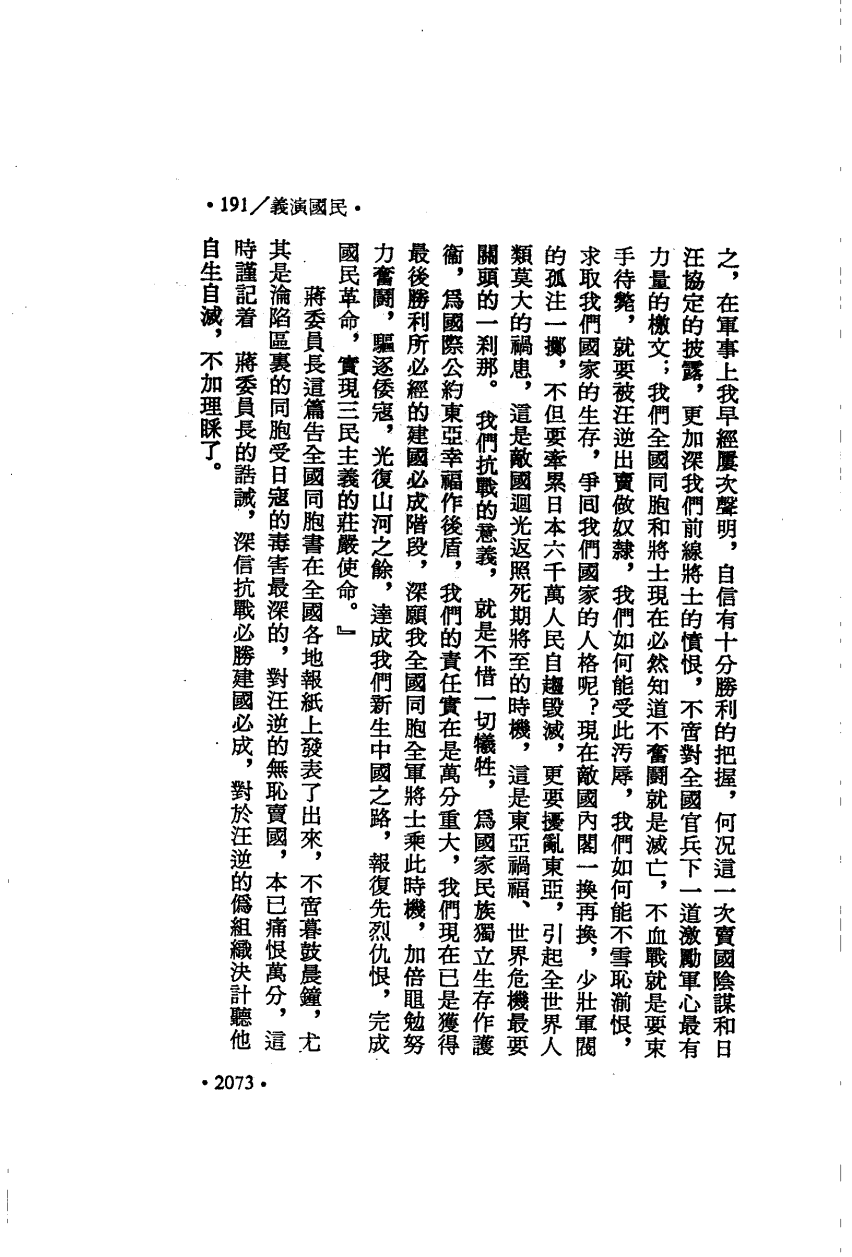 •191／義演國民•
之，在軍事上我早經屢次聲明，自信有十分勝利的把握，何況這一次賣國陰謀和日
汪協定的披露，更加深我們前線將士的憤恨，不啻對全國官兵下一道激勵軍心最有
力量的檄文；我們全國同胞和將士現在必然知道不奮鬭就是滅亡，不血戰就是要束
手待斃，就要被汪逆出賣做奴隸，我們如何能受此汚辱，我們如何能不雪恥湔恨，
求取我們國家的生存，爭囘我們國家的人格呢？現在敵國內閣一換再換，少壯軍閥
的孤注一擲，不但要牽累日本六千萬人民自趨毀滅，更要擾亂東亞，引起全世界人
類莫大的禍患，這是敵國迴光返照死期將至的時機，這是東亞禍福、世界危機最要
關頭的一剎那。我們抗戰的意義，就是不惜一切犧牲，爲國家民族獨立生存作護
衞，爲國際公約東亞幸福作後盾，我們的責任實在是萬分重大，我們現在已是獲得
最後勝利所必經的建國必成階段，深願我全國同胞全軍將士乘此時機，加倍黽勉努
力奮鬭，驅逐倭寇，光復山河之餘，達成我們新生中國之路，報復先烈仇恨，完成
國民革命，實現三民主義的莊嚴使命。』
蔣委員長這篇告全國同胞書在全國各地報紙上發表了出來，不啻暮鼓晨鐘，尤
其是淪陷區裏的同胞受日寇的毒害最深的，對汪逆的無恥賣國，本已痛恨萬分，這
時謹記着　蔣委員長的誥誡，深信抗戰必勝建國必成，對於汪逆的僞組織決計聽他
自生自滅，不加理睬了。
•2073•